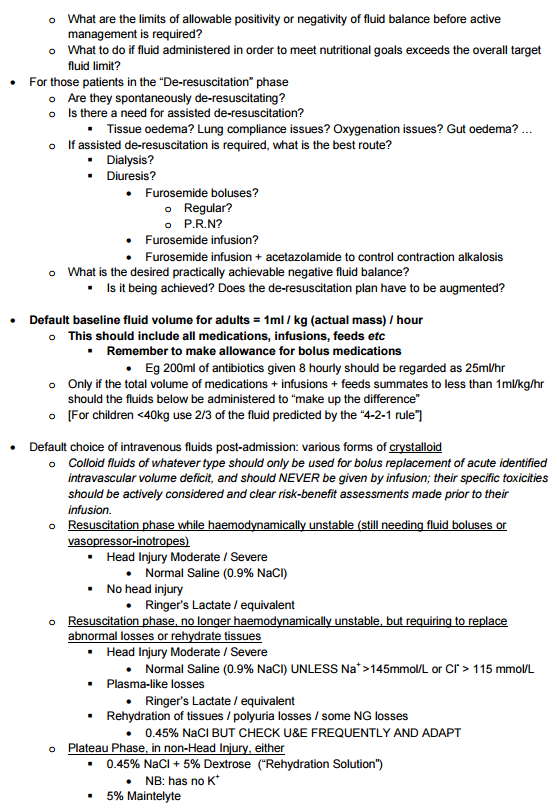 o What are the limits of allowable positivity or negativity of fluid balance before active
management is required?
o What to do if fluid administered in order to meet nutritional goals exceeds the overall target
fluid limit?
• For those patients in the “De-resuscitation” phase
o Are they spontaneously de-resuscitating?
o Is there a need for assisted de-resuscitation?
▪ Tissue oedema? Lung compliance issues? Oxygenation issues? Gut oedema? …
o If assisted de-resuscitation is required, what is the best route?
▪ Dialysis?
▪ Diuresis?
• Furosemide boluses?
o Regular?
o P.R.N?
• Furosemide infusion?
• Furosemide infusion + acetazolamide to control contraction alkalosis
o What is the desired practically achievable negative fluid balance?
▪ Is it being achieved? Does the de-resuscitation plan have to be augmented?
• Default baseline fluid volume for adults = 1ml / kg (actual mass) / hour
o This should include all medications, infusions, feeds etc
▪ Remember to make allowance for bolus medications
• Eg 200ml of antibiotics given 8 hourly should be regarded as 25ml/hr
o Only if the total volume of medications + infusions + feeds summates to less than 1ml/kg/hr
should the fluids below be administered to “make up the difference”
o [For children <40kg use 2/3 of the fluid predicted by the “4-2-1 rule”]
• Default choice of intravenous fluids post-admission: various forms of crystalloid
o Colloid fluids of whatever type should only be used for bolus replacement of acute identified
intravascular volume deficit, and should NEVER be given by infusion; their specific toxicities
should be actively considered and clear risk-benefit assessments made prior to their
infusion.
o Resuscitation phase while haemodynamically unstable (still needing fluid boluses or
vasopressor-inotropes)
▪ Head Injury Moderate / Severe
• Normal Saline (0.9% NaCl)
▪ No head injury
• Ringer’s Lactate / equivalent
o Resuscitation phase, no longer haemodynamically unstable, but requiring to replace
abnormal losses or rehydrate tissues
▪ Head Injury Moderate / Severe
• Normal Saline (0.9% NaCl) UNLESS Na⁺ >145mmol/L or Cl⁻ > 115 mmol/L
▪ Plasma-like losses
• Ringer’s Lactate / equivalent
▪ Rehydration of tissues / polyuria losses / some NG losses
• 0.45% NaCl BUT CHECK U&E FREQUENTLY AND ADAPT
o Plateau Phase, in non-Head Injury, either
▪ 0.45% NaCl + 5% Dextrose (“Rehydration Solution”)
• NB: has no K⁺
▪ 5% Maintelyte